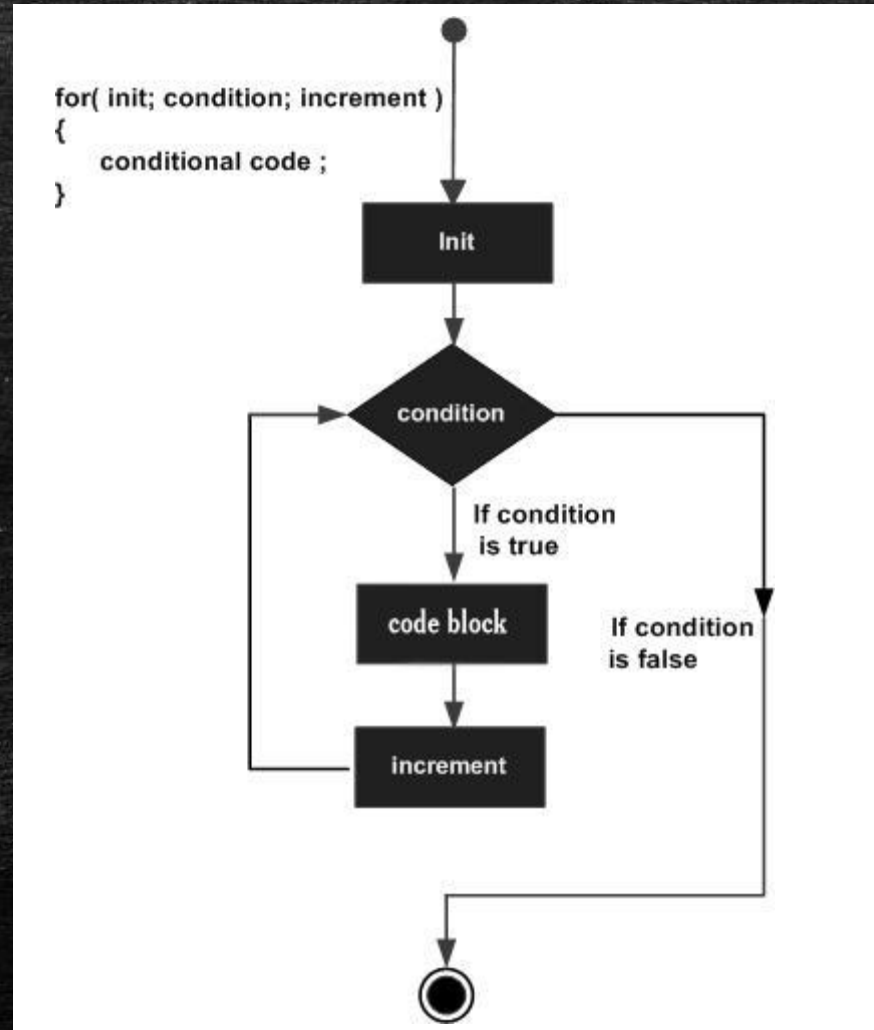 for( init; condition; increment )
{
conditional code ;
}
Init
condition
If condition
is true
code block
If condition
is false
increment